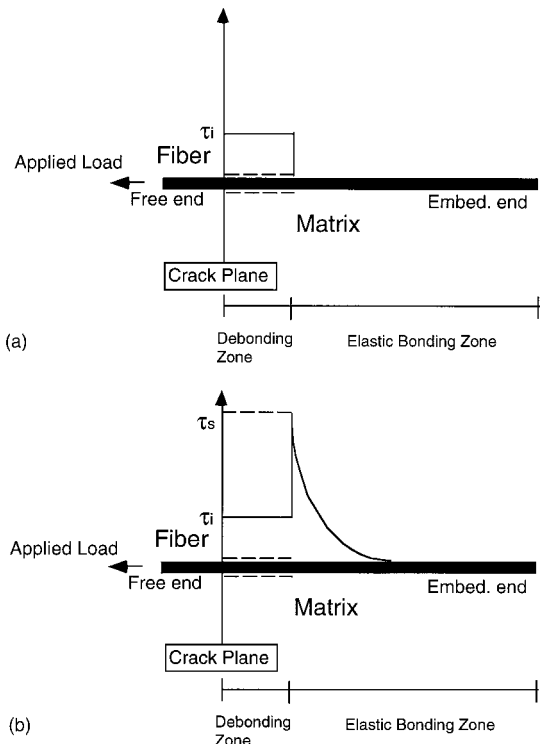 τi
Fiber
Applied Load
Free end
Embed. end
Matrix
Crack Plane
(a)
Debonding
Zone
Elastic Bonding Zone
τs
τi
Fiber
Applied Load
Free end
Embed. end
Matrix
Crack Plane
(b)
Debonding
Zone
Elastic Bonding Zone